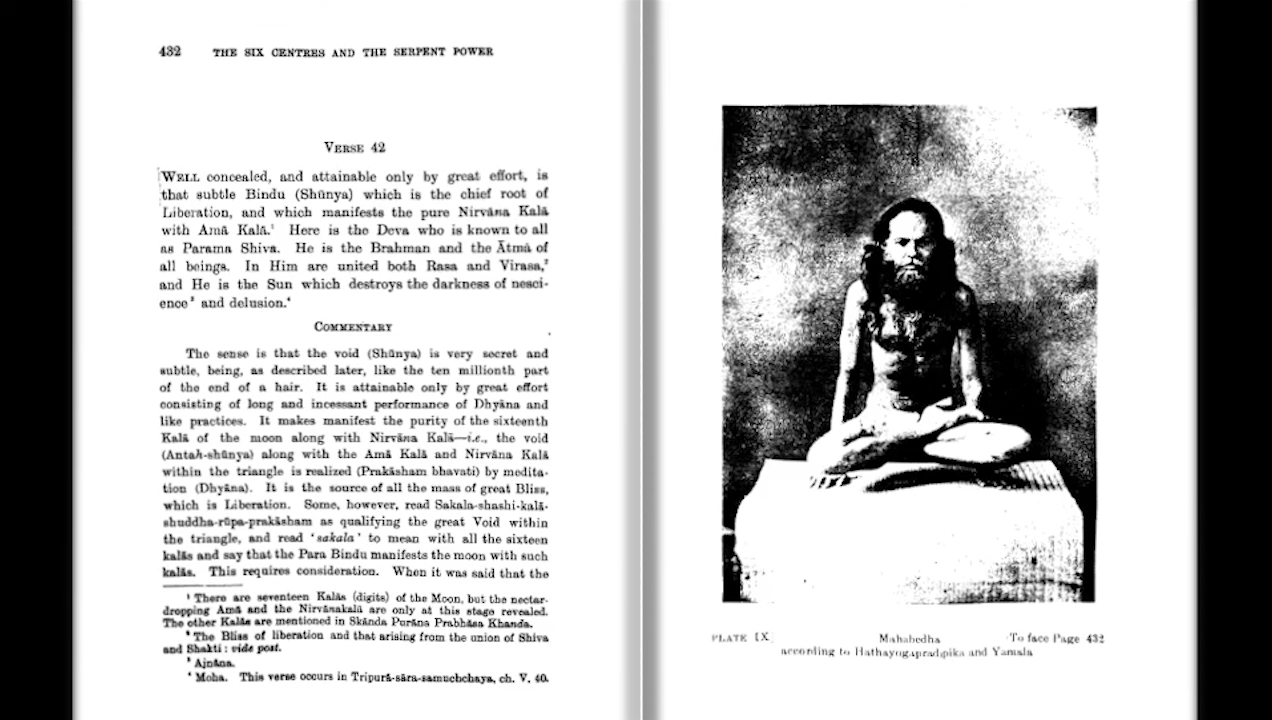 432 THE SIX CENTRES AND THE SERPENT POWER
VERSE 42
WELL concealed, and attainable only by great effort, is
that subtle Bindu (Shūnya) which is the chief root of
Liberation, and which manifests the pure Nirvāna Kalā
with Amā Kalā.¹ Here is the Deva who is known to all
as Parama Shiva. He is the Brahman and the Ātmā of
all beings. In Him are united both Rasa and Virasa,²
and He is the Sun which destroys the darkness of nesci-
ence³ and delusion.⁴
COMMENTARY
The sense is that the void (Shūnya) is very secret and
subtle, being, as described later, like the ten millionth part
of the end of a hair. It is attainable only by great effort
consisting of long and incessant performance of Dhyāna and
like practices. It makes manifest the purity of the sixteenth
Kalā of the moon along with Nirvāna Kalā—i.e., the void
(Antah-shūnya) along with the Amā Kalā and Nirvāna Kalā
within the triangle is realized (Prakāsham bhavati) by medita-
tion (Dhyāna). It is the source of all the mass of great Bliss,
which is Liberation. Some, however, read Sakala-shashi-kalā-
shuddha-rūpa-prakāsham as qualifying the great Void within
the triangle, and read 'sakala' to mean with all the sixteen
kalās and say that the Para Bindu manifests the moon with such
kalās. This requires consideration. When it was said that the
¹ There are seventeen Kalās (digits) of the Moon, but the nectar-
dropping Amā and the Nirvānakalā are only at this stage revealed.
The other Kalās are mentioned in Skānda Purāna Prabhāsa Khanda.
² The Bliss of liberation and that arising from the union of Shiva
and Shakti: vide post.
³ Ajnāna.
⁴ Moha. This verse occurs in Tripurā-sāra-samuchchaya, ch. V, 40.
PLATE IX] Mahabedha To face Page 432
according to Hathayogapradipika and Yamala